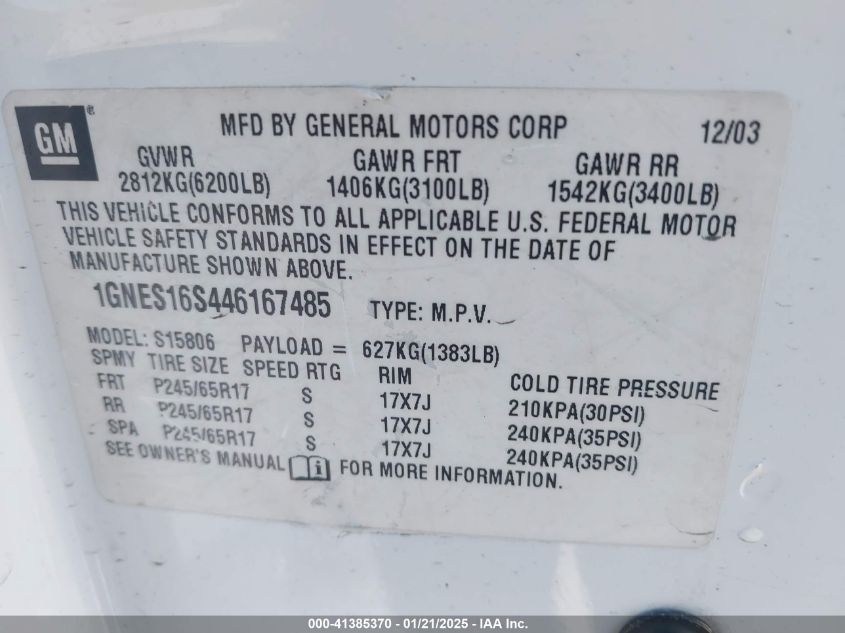 GM®
MFD BY GENERAL MOTORS CORP 12/03
GVWR GAWR FRT GAWR RR
2812KG(6200LB) 1406KG(3100LB) 1542KG(3400LB)
THIS VEHICLE CONFORMS TO ALL APPLICABLE U.S. FEDERAL MOTOR
VEHICLE SAFETY STANDARDS IN EFFECT ON THE DATE OF
MANUFACTURE SHOWN ABOVE.
1GNES16S446167485 TYPE: M.P.V.
MODEL: S15806 PAYLOAD = 627KG(1383LB)
SPMY TIRE SIZE SPEED RTG RIM COLD TIRE PRESSURE
FRT P245/65R17 S 17X7J 210KPA(30PSI)
RR P245/65R17 S 17X7J 240KPA(35PSI)
SPA P245/65R17 S 17X7J 240KPA(35PSI)
SEE OWNER'S MANUAL i FOR MORE INFORMATION.
000-41385370 - 01/21/2025 - IAA Inc.